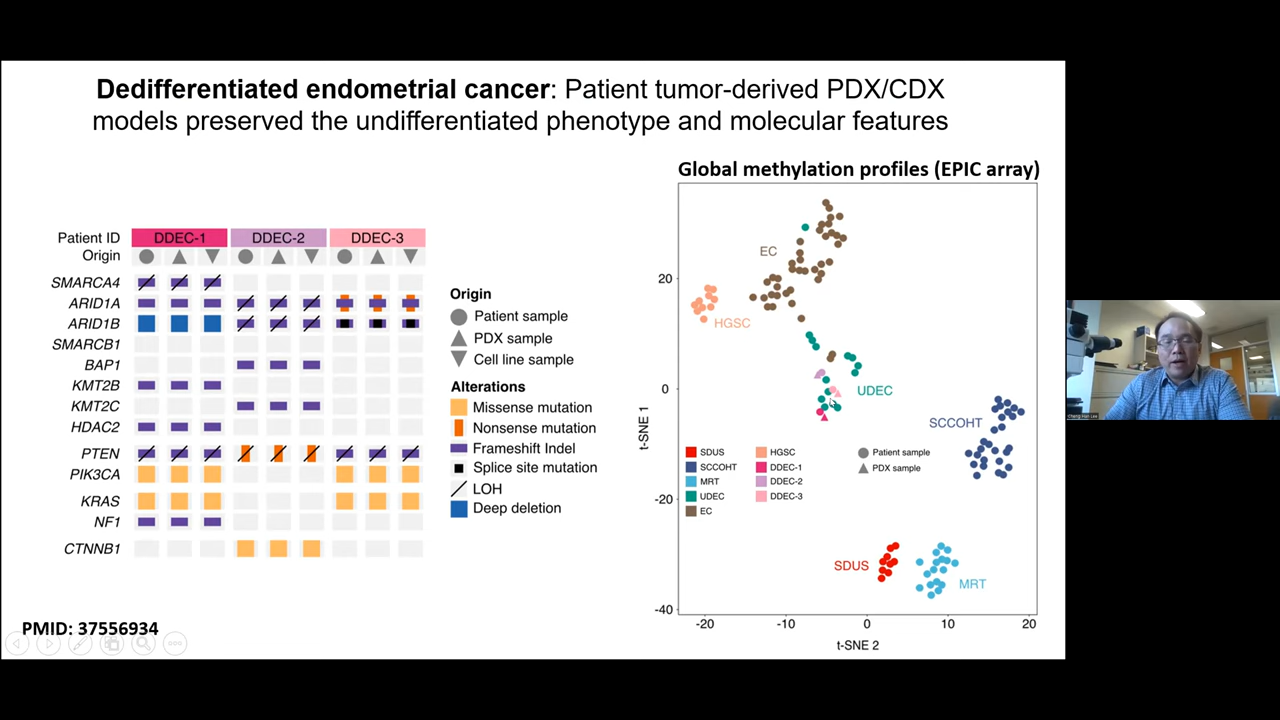 Dedifferentiated endometrial cancer: Patient tumor-derived PDX/CDX
models preserved the undifferentiated phenotype and molecular features
Patient ID DDEC-1 DDEC-2 DDEC-3
Origin
SMARCA4
ARID1A
ARID1B
SMARCB1
BAP1
KMT2B
KMT2C
HDAC2
PTEN
PIK3CA
KRAS
NF1
CTNNB1
Origin
Patient sample
PDX sample
Cell line sample
Alterations
Missense mutation
Nonsense mutation
Frameshift Indel
Splice site mutation
LOH
Deep deletion
Global methylation profiles (EPIC array)
EC
HGSC
UDEC
SCCOHT
SDUS
MRT
SDUS
SCCOHT
MRT
UDEC
EC
HGSC
DDEC-1
DDEC-2
DDEC-3
Patient sample
PDX sample
20
0
-20
-40
t-SNE 1
-20 -10 0 10 20
t-SNE 2
PMID: 37556934
Cheng-Han Lee